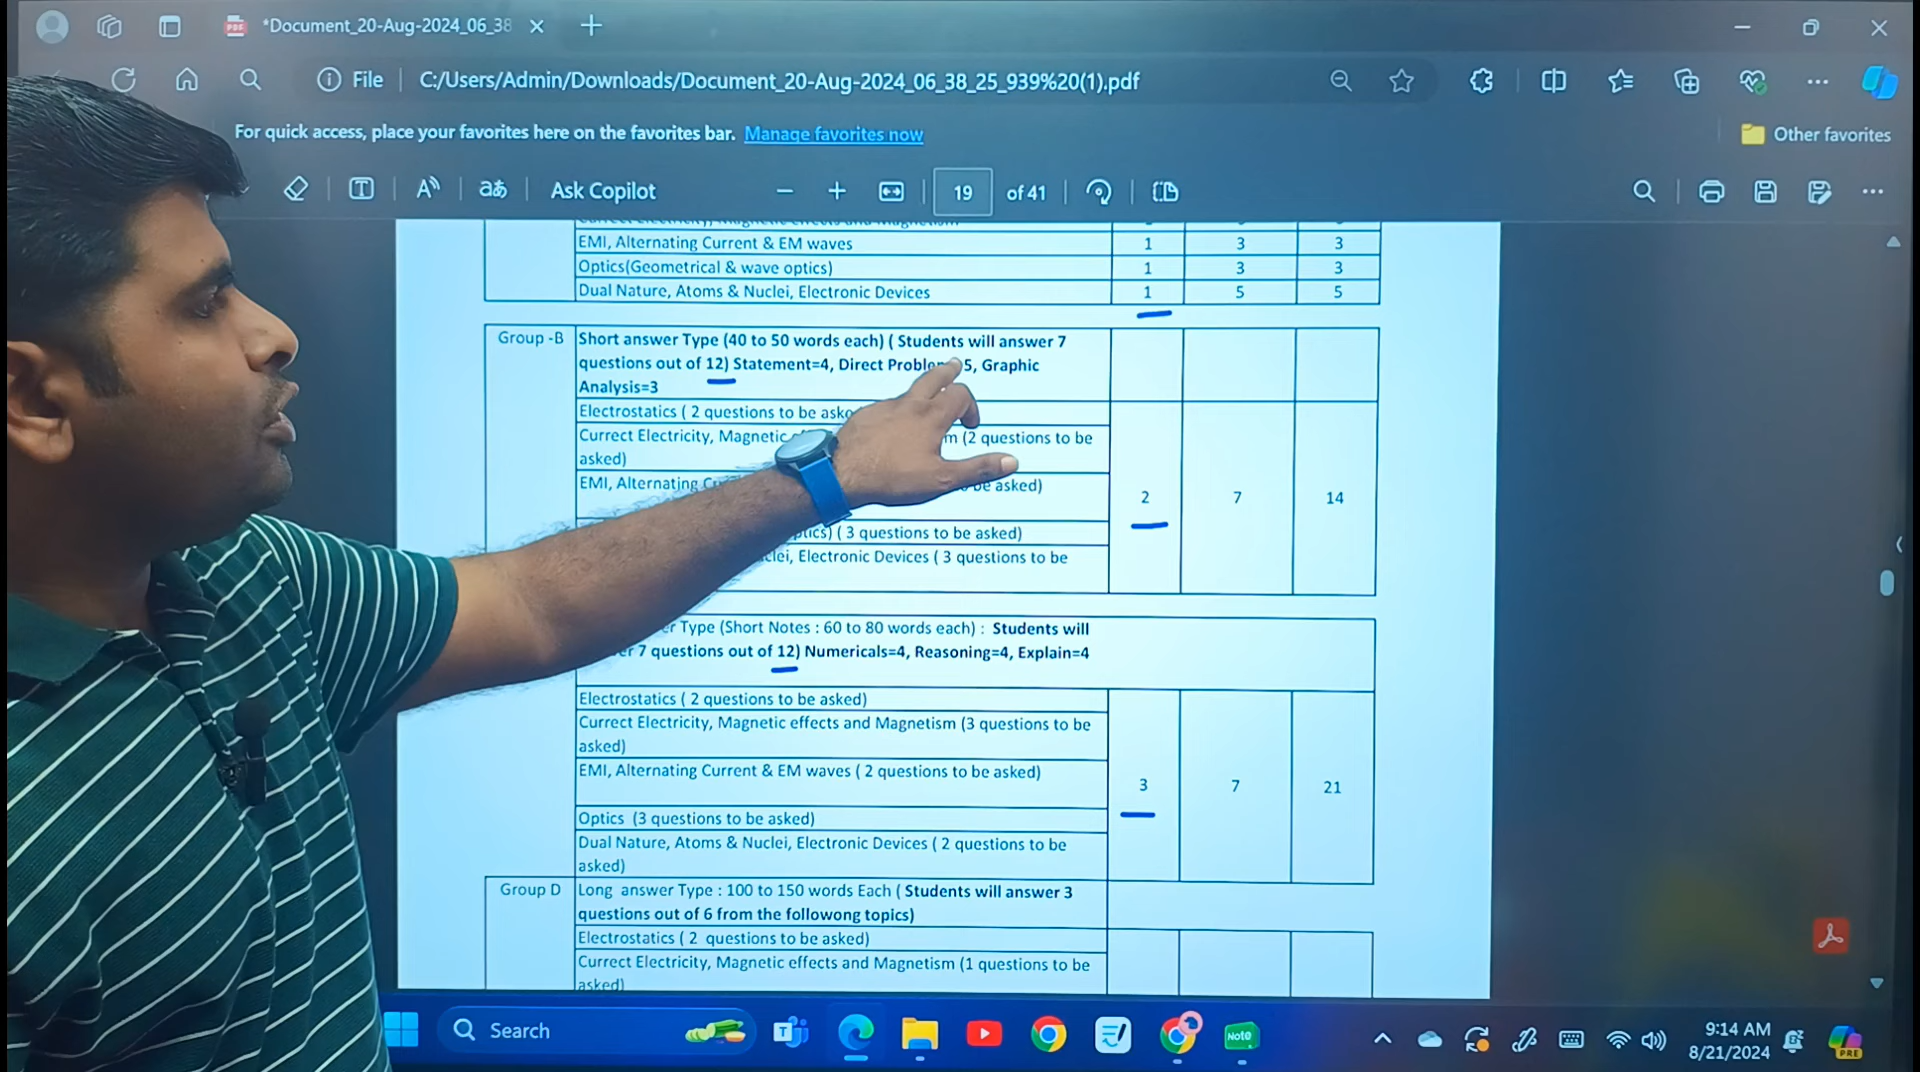 *Document_20-Aug-2024_06_38
File
C:/Users/Admin/Downloads/Document_20-Aug-2024_06_38_25_939%20(1).pdf
For quick access, place your favorites here on the favorites bar. Manage favorites now
Other favorites
Ask Copilot
19 of 41
EMI, Alternating Current & EM waves 1 3 3
Optics(Geometrical & wave optics) 1 3 3
Dual Nature, Atoms & Nuclei, Electronic Devices 1 5 5
Group -B Short answer Type (40 to 50 words each) ( Students will answer 7
questions out of 12) Statement=4, Direct 5, Graphic
Analysis=3
Electrostatics ( 2 questions to be
Currect Electricity, (2 questions to be
asked)
EMI, Alternating be asked)
2 7 14
( 3 questions to be asked)
Electronic Devices ( 3 questions to be
Type (Short Notes : 60 to 80 words each) : Students will
7 questions out of 12) Numericals=4, Reasoning=4, Explain=4
Electrostatics ( 2 questions to be asked)
Currect Electricity, Magnetic effects and Magnetism (3 questions to be
asked)
EMI, Alternating Current & EM waves ( 2 questions to be asked)
3 7 21
Optics (3 questions to be asked)
Dual Nature, Atoms & Nuclei, Electronic Devices ( 2 questions to be
asked)
Group D Long answer Type : 100 to 150 words Each ( Students will answer 3
questions out of 6 from the followong topics)
Electrostatics ( 2 questions to be asked)
Currect Electricity, Magnetic effects and Magnetism (1 questions to be
asked)
Search
Note
9:14 AM
8/21/2024
PRE